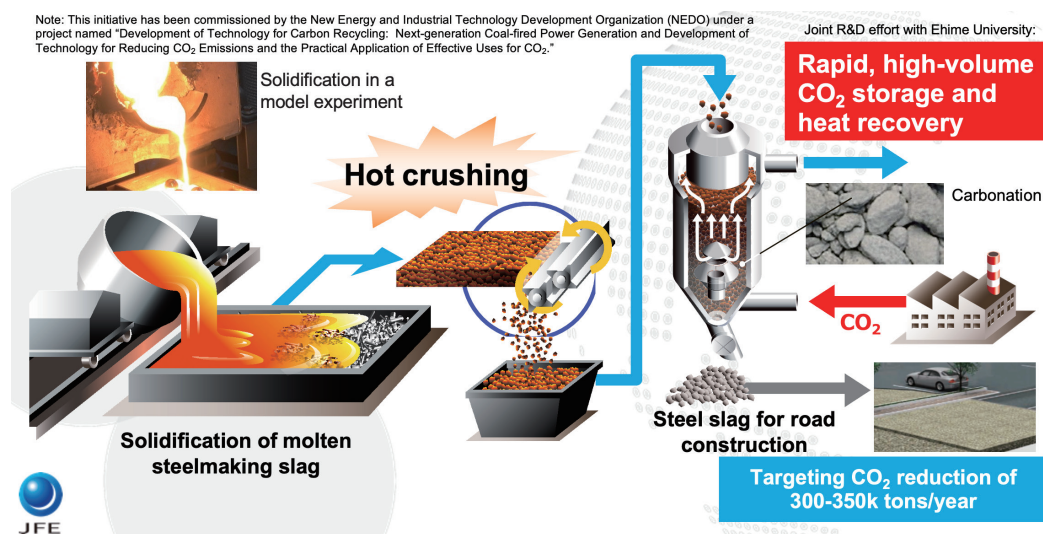 Note: This initiative has been commissioned by the New Energy and Industrial Technology Development Organization (NEDO) under a
project named “Development of Technology for Carbon Recycling:  Next-generation Coal-fired Power Generation and Development of
Technology for Reducing CO₂ Emissions and the Practical Application of Effective Uses for CO₂.”
Joint R&D effort with Ehime University:
Rapid, high-volume
CO₂ storage and
heat recovery
Solidification in a
model experiment
Hot crushing
Carbonation
CO₂
Solidification of molten
steelmaking slag
Steel slag for road
construction
Targeting CO₂ reduction of
300-350k tons/year
JFE